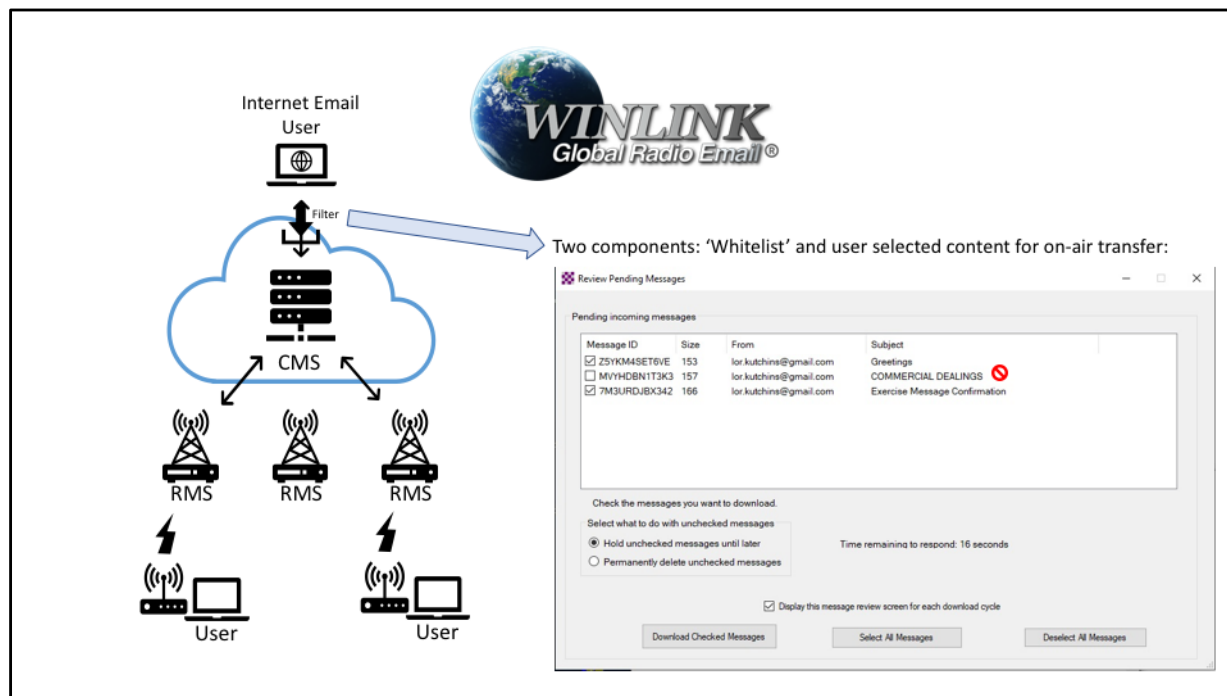 Internet Email
User
Filter
CMS
RMS
RMS
RMS
User
User
WINLINK
Global Radio Email ®
Two components: ‘Whitelist’ and user selected content for on-air transfer:
Review Pending Messages
Pending incoming messages
Message ID Size From Subject
Z5YKM4SET6VE 153 lor.kutchins@gmail.com Greetings
MVYHDBN1T3K3 157 lor.kutchins@gmail.com COMMERCIAL DEALINGS
7M3URDJBX342 166 lor.kutchins@gmail.com Exercise Message Confirmation
Check the messages you want to download.
Select what to do with unchecked messages
Hold unchecked messages until later
Time remaining to respond: 16 seconds
Permanently delete unchecked messages
Display this message review screen for each download cycle
Download Checked Messages
Select All Messages
Deselect All Messages